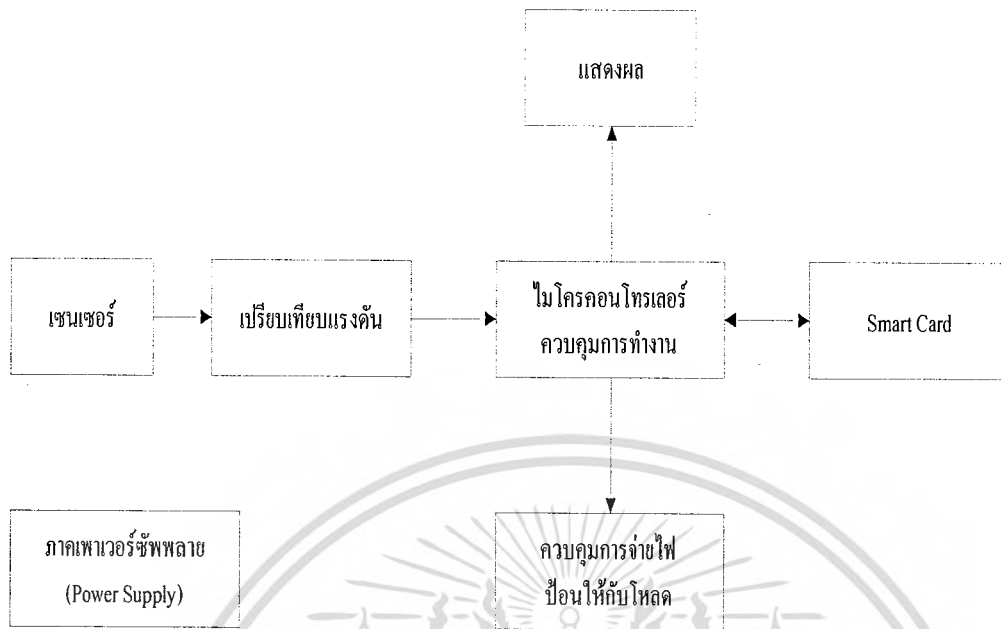 แสดงผล
เซนเซอร์
เปรียบเทียบแรงดัน
ไมโครคอนโทรเลอร์
ควบคุมการทำงาน
Smart Card
ภาคเพาเวอร์ซัพพลาย
(Power Supply)
ควบคุมการจ่ายไฟ
ป้อนให้กับโหลด